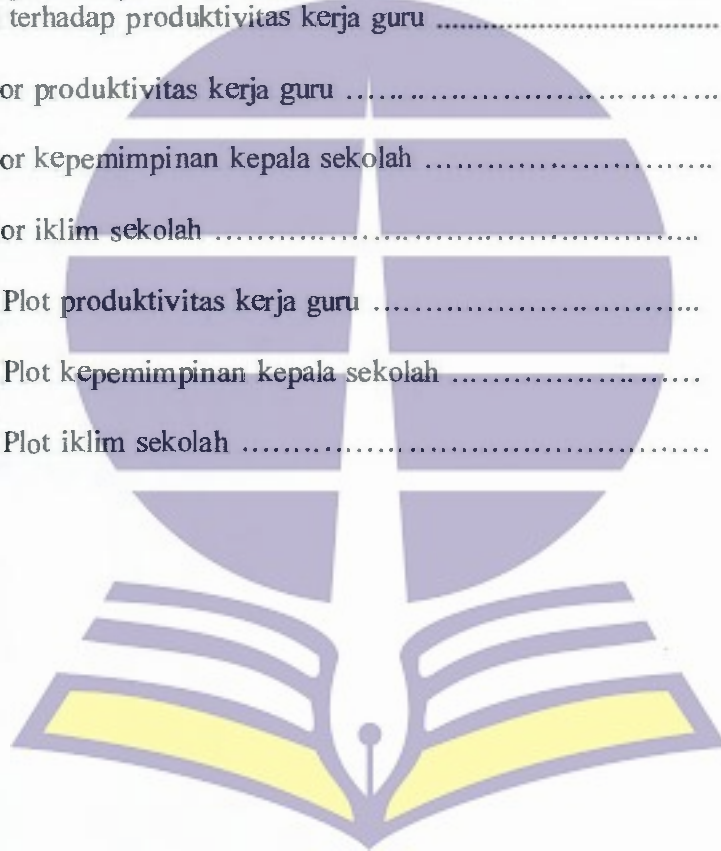 terhadap produktivitas kerja guru ........................................
or produktivitas kerja guru ........................................
or kepemimpinan kepala sekolah ................................
or iklim sekolah ....................................................
Plot produktivitas kerja guru ....................................
Plot kepemimpinan kepala sekolah ............................
Plot iklim sekolah ..................................................